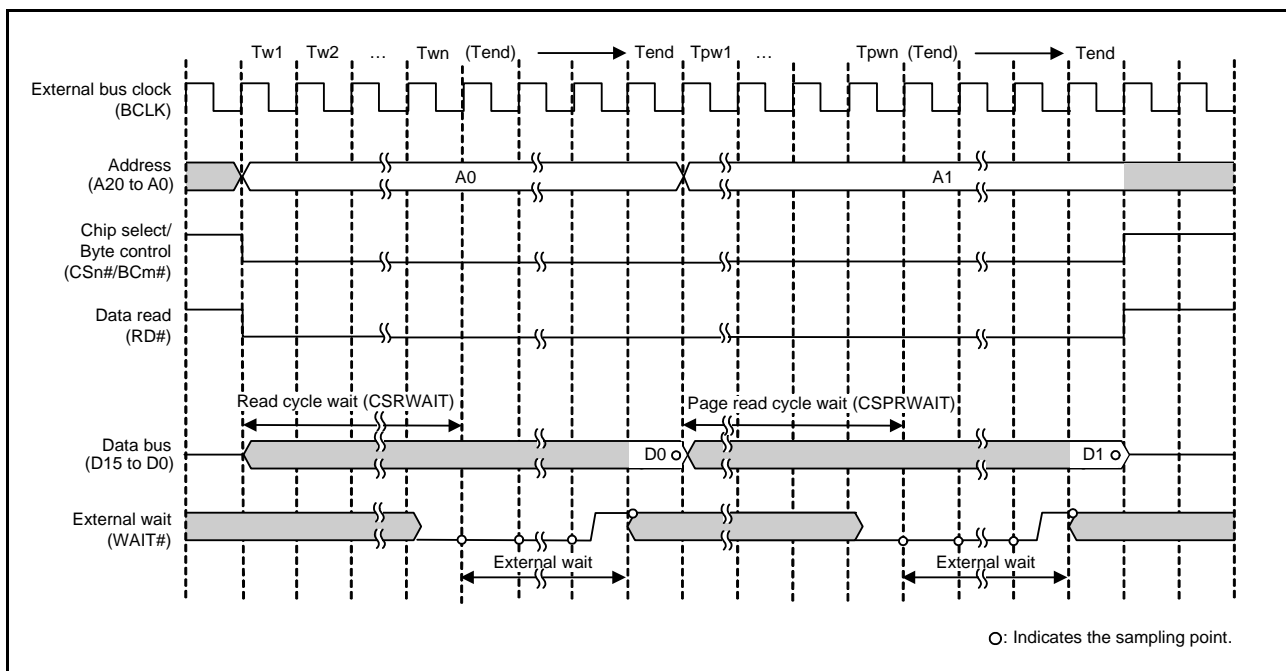 Tw1 Tw2 … Twn (Tend) Tend Tpw1 … Tpwn (Tend) Tend
External bus clock
(BCLK)
Address
(A20 to A0)
A0 A1
Chip select/
Byte control
(CSn#/BCm#)
Data read
(RD#)
Read cycle wait (CSRWAIT) Page read cycle wait (CSPRWAIT)
Data bus
(D15 to D0)
D0 D1
External wait
(WAIT#)
External wait External wait
: Indicates the sampling point.